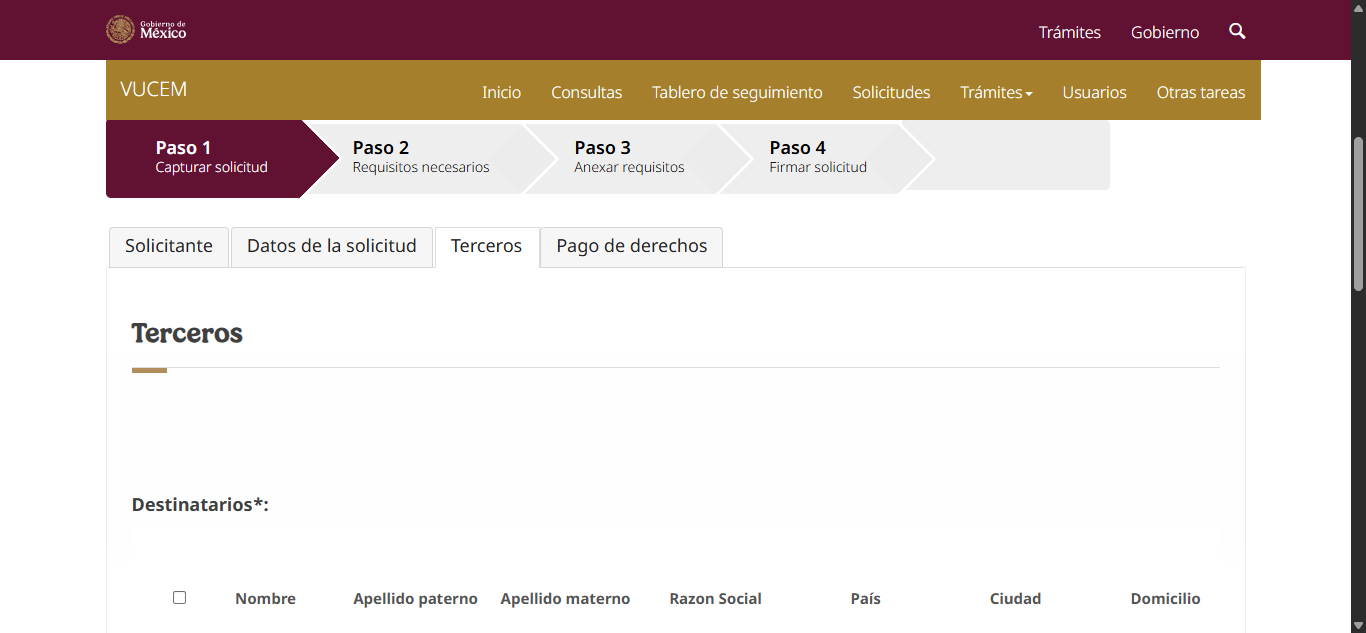 Gobierno de
México
Trámites
Gobierno
VUCEM
Inicio
Consultas
Tablero de seguimiento
Solicitudes
Trámites
Usuarios
Otras tareas
Paso 1
Capturar solicitud
Paso 2
Requisitos necesarios
Paso 3
Anexar requisitos
Paso 4
Firmar solicitud
Solicitante
Datos de la solicitud
Terceros
Pago de derechos
Terceros
Destinatarios*:
Nombre
Apellido paterno
Apellido materno
Razon Social
País
Ciudad
Domicilio